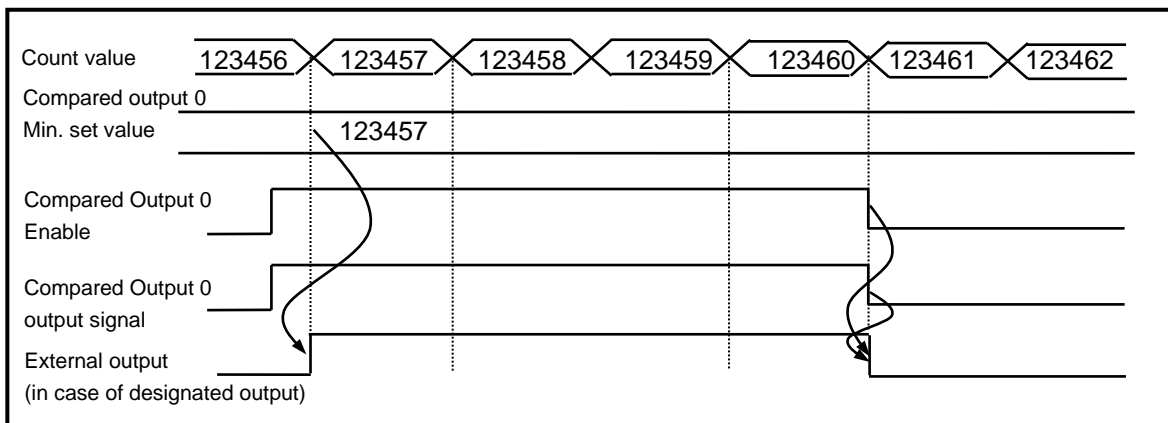 Count value 123456 123457 123458 123459 123460 123461 123462
Compared output 0
Min. set value 123457
Compared Output 0
Enable
Compared Output 0
output signal
External output
(in case of designated output)